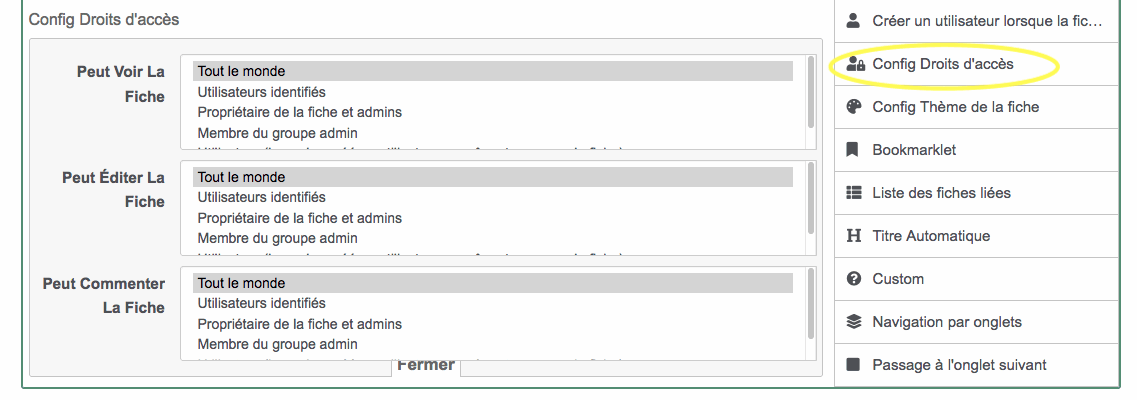 Config Droits d'accès
Peut Voir La
Fiche
Tout le monde
Utilisateurs identifiés
Propriétaire de la fiche et admins
Membre du groupe admin
Peut Éditer La
Fiche
Tout le monde
Utilisateurs identifiés
Propriétaire de la fiche et admins
Membre du groupe admin
Peut Commenter
La Fiche
Tout le monde
Utilisateurs identifiés
Propriétaire de la fiche et admins
Membre du groupe admin
Fermer
Créer un utilisateur lorsque la fic…
Config Droits d'accès
Config Thème de la fiche
Bookmarklet
Liste des fiches liées
Titre Automatique
Custom
Navigation par onglets
Passage à l'onglet suivant